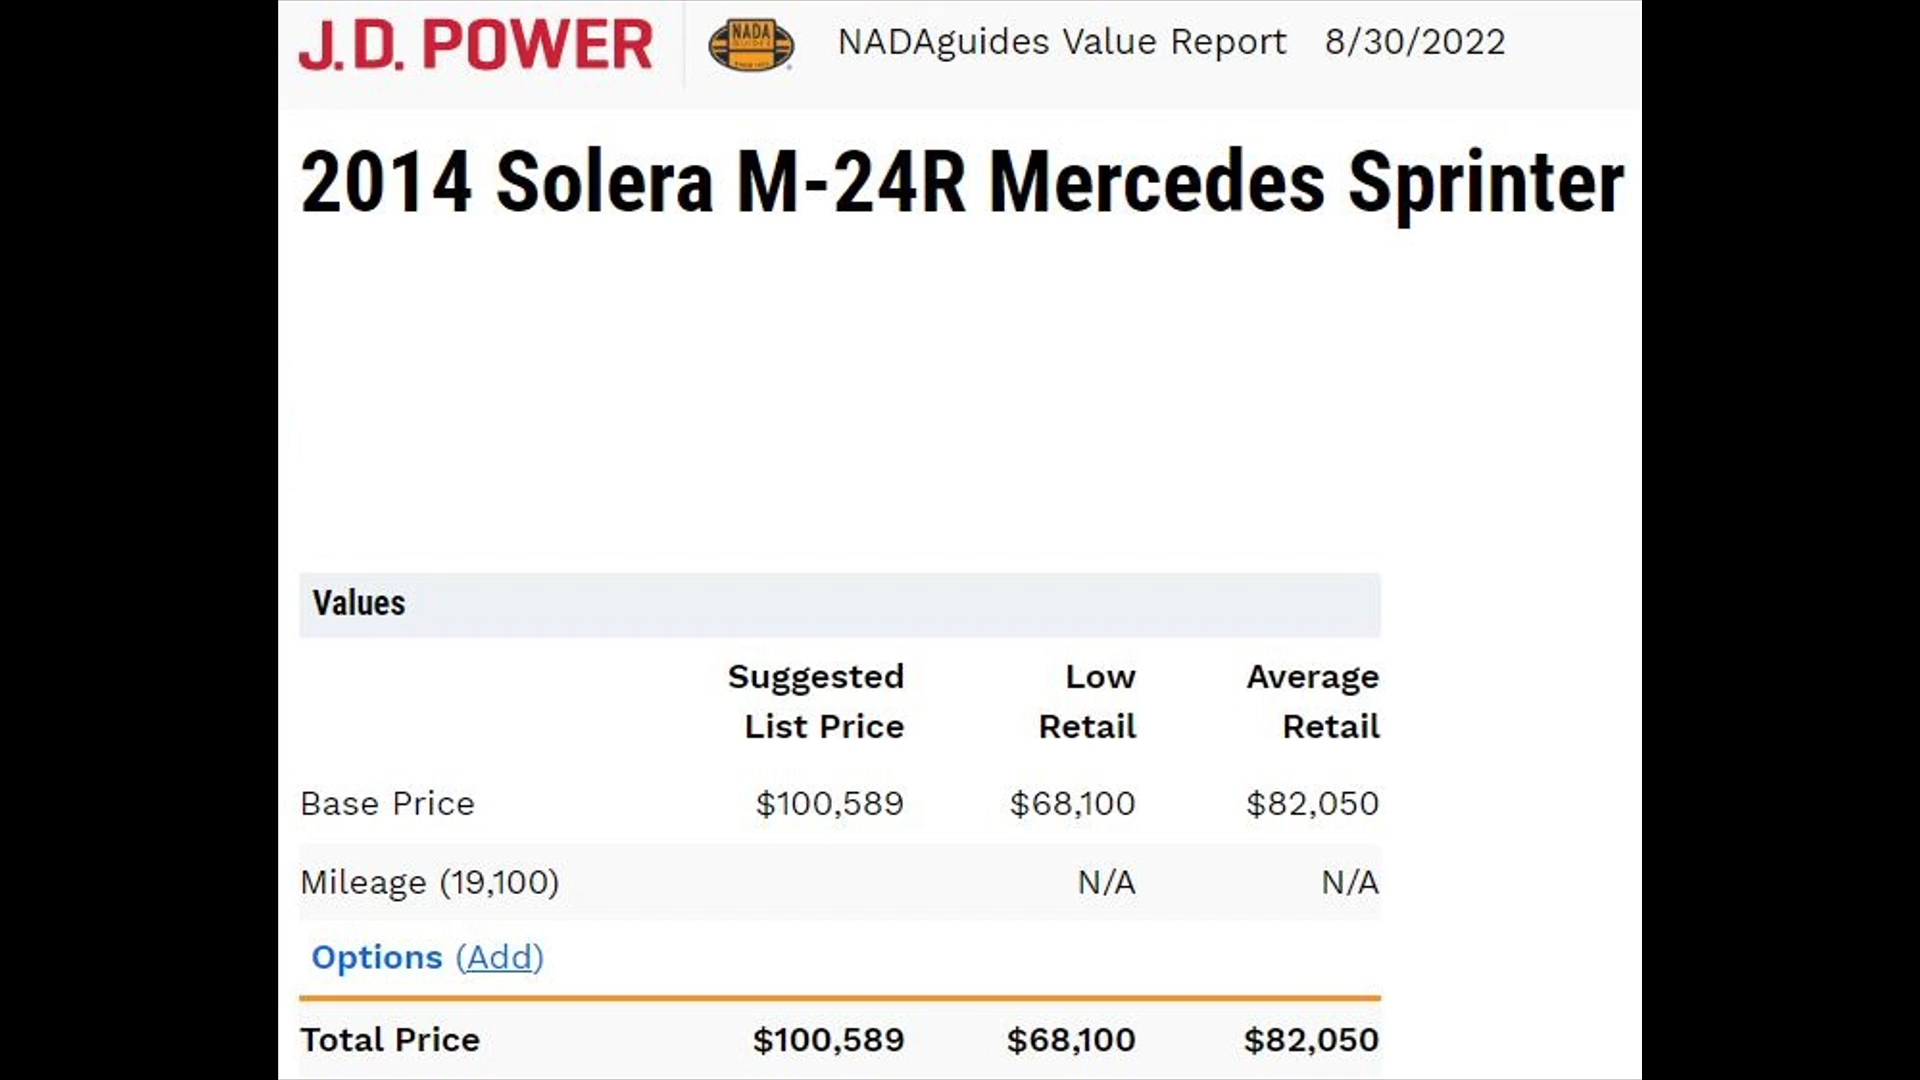 J.D. POWER NADA GUIDES NADAguides Value Report 8/30/2022
2014 Solera M-24R Mercedes Sprinter
Values
Suggested Low Average
List Price Retail Retail
Base Price $100,589 $68,100 $82,050
Mileage (19,100) N/A N/A
Options (Add)
Total Price $100,589 $68,100 $82,050